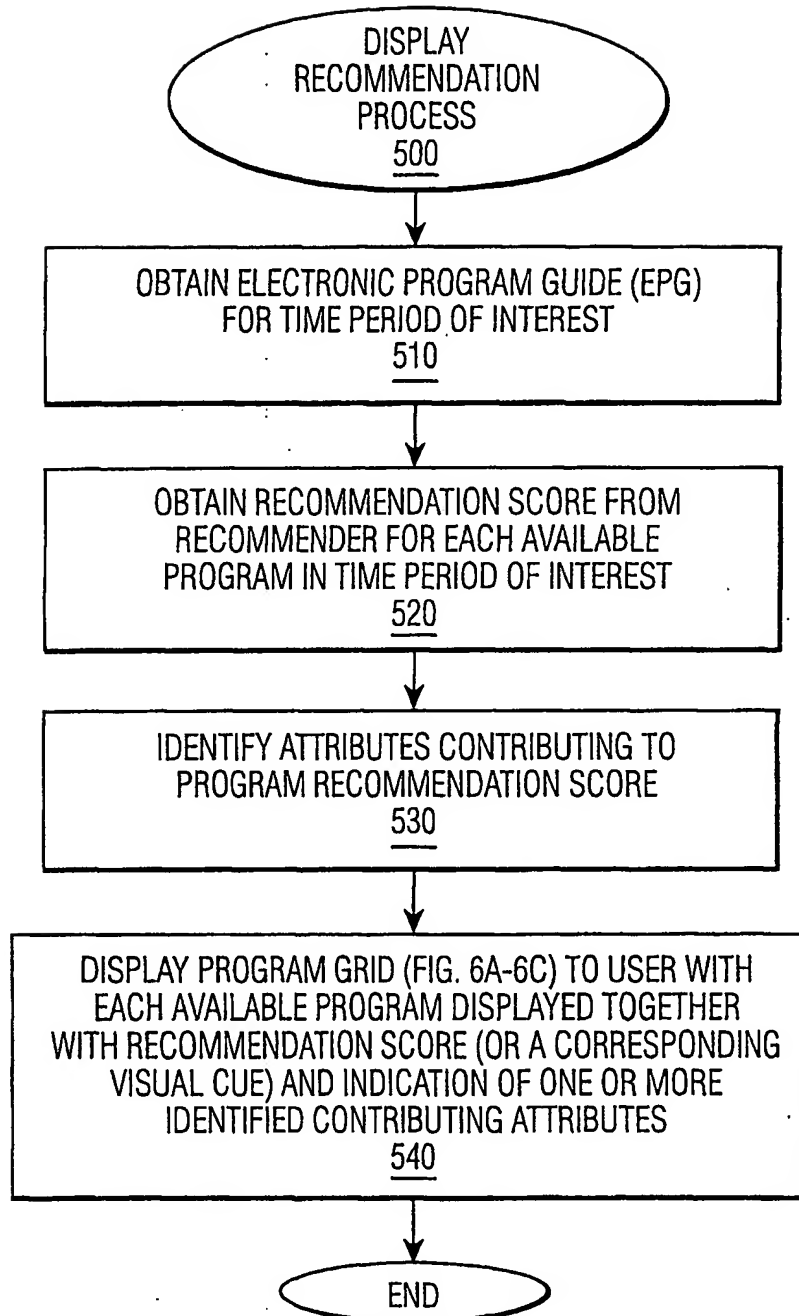 DISPLAY
RECOMMENDATION
PROCESS
500
OBTAIN ELECTRONIC PROGRAM GUIDE (EPG)
FOR TIME PERIOD OF INTEREST
510
OBTAIN RECOMMENDATION SCORE FROM
RECOMMENDER FOR EACH AVAILABLE
PROGRAM IN TIME PERIOD OF INTEREST
520
IDENTIFY ATTRIBUTES CONTRIBUTING TO
PROGRAM RECOMMENDATION SCORE
530
DISPLAY PROGRAM GRID (FIG. 6A-6C) TO USER WITH
EACH AVAILABLE PROGRAM DISPLAYED TOGETHER
WITH RECOMMENDATION SCORE (OR A CORRESPONDING
VISUAL CUE) AND INDICATION OF ONE OR MORE
IDENTIFIED CONTRIBUTING ATTRIBUTES
540
END